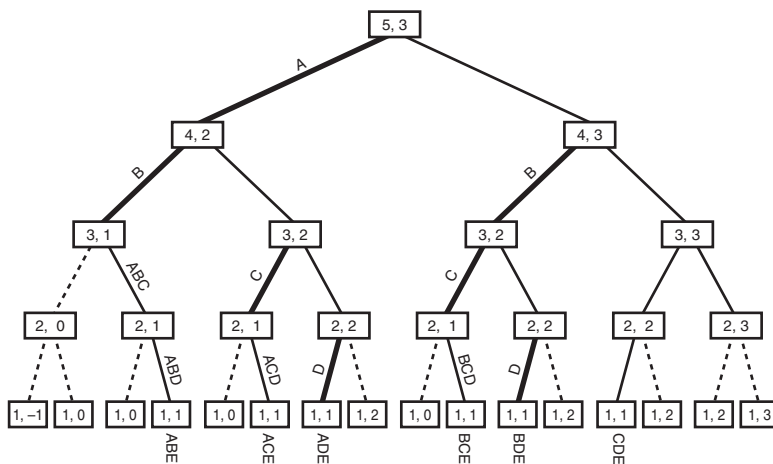 5, 3
A
4, 2
4, 3
B
B
3, 1
3, 2
3, 2
3, 3
ABC
C
C
2, 0
2, 1
2, 1
2, 2
2, 1
2, 2
2, 2
2, 3
ABD
ACD
D
BCD
D
1, –1
1, 0
1, 0
1, 1
1, 0
1, 1
1, 1
1, 2
1, 0
1, 1
1, 1
1, 2
1, 1
1, 2
1, 2
1, 3
ABE
ACE
ADE
BCE
BDE
CDE